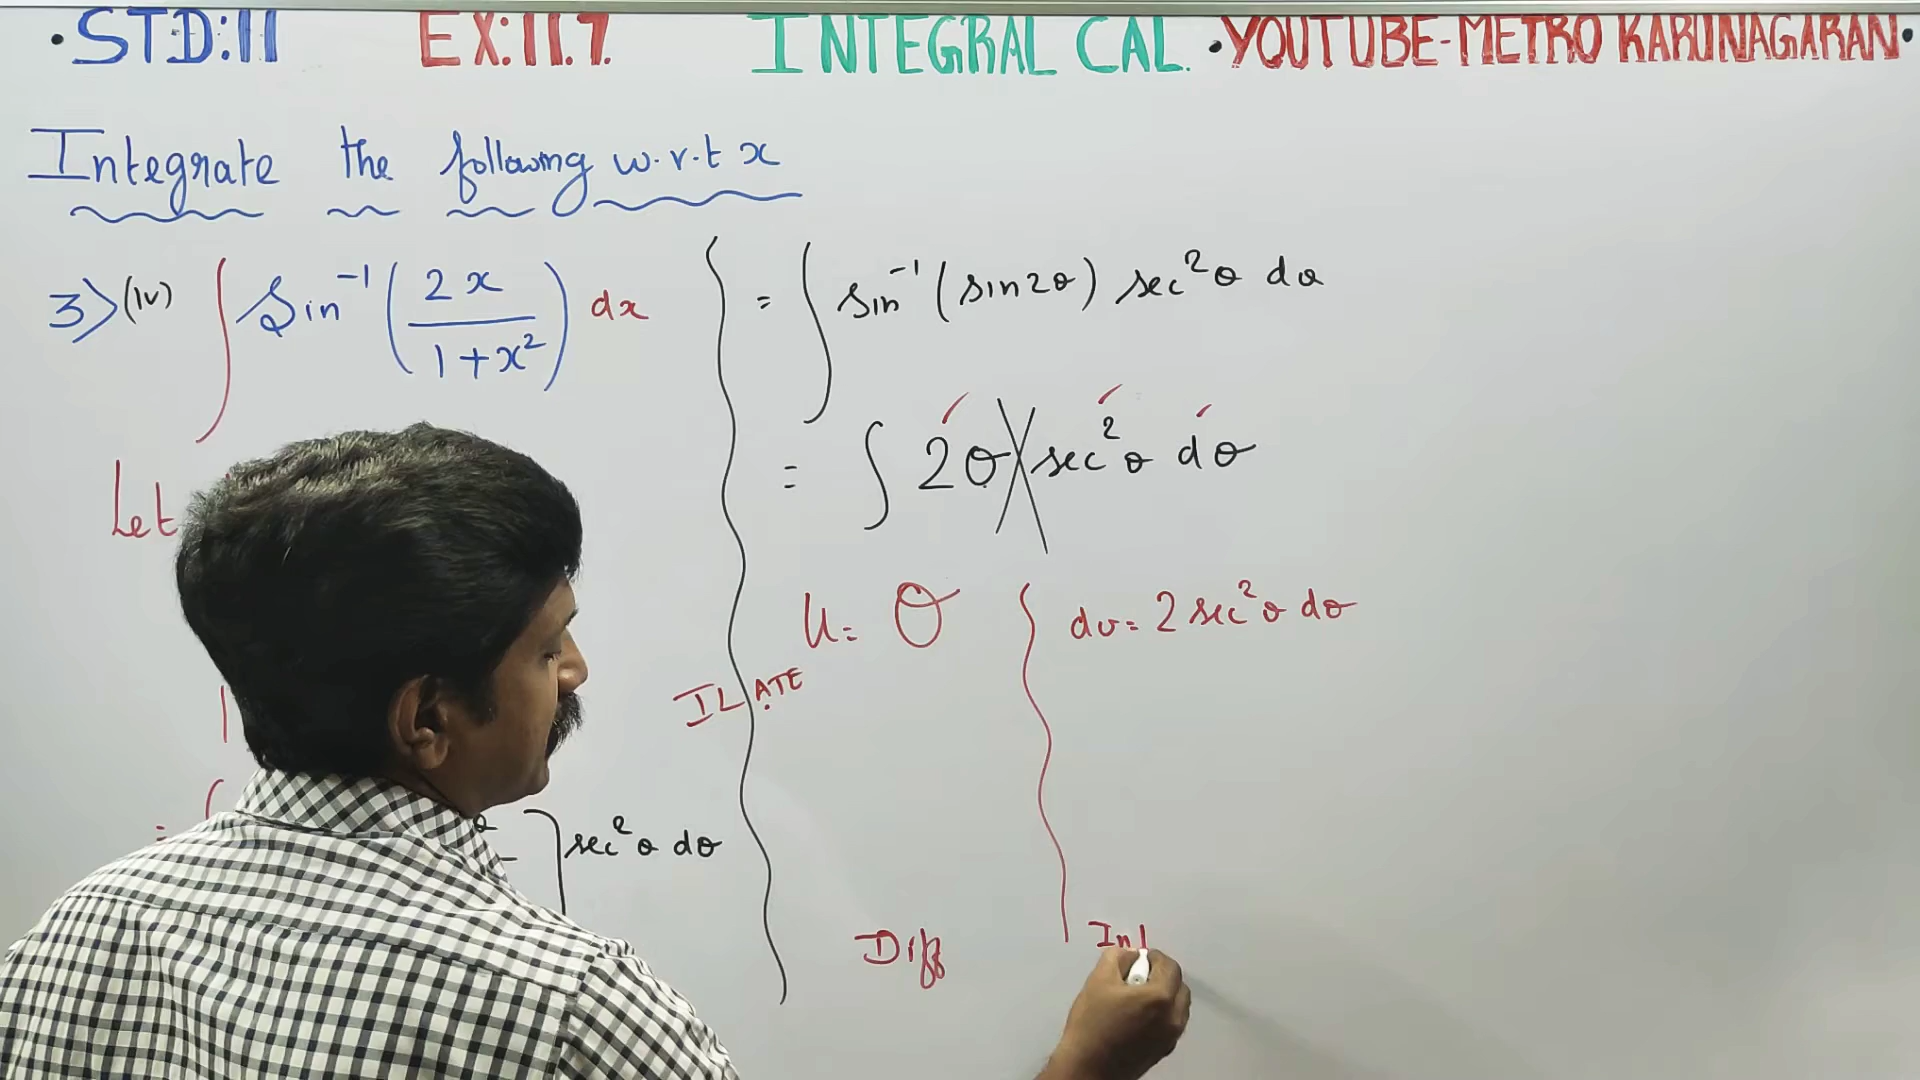 •STD:11 EX:11.7. INTEGRAL CAL. •YOUTUBE-METRO KARUNAGARAN•
Integrate the following w.r.t x
3) (iv) ∫ Sin⁻¹ (2x / 1+x²) dx
Let
= sec²θ dθ
= ∫ sin⁻¹ (sin2θ) sec²θ dθ
= ∫ 2θ sec²θ dθ
u = θ
dv = 2 sec²θ dθ
ILATE
Diff
Int